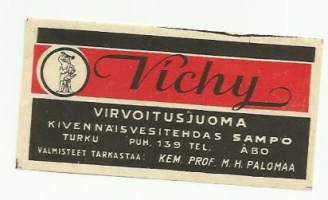 Vichy
VIRVOITUSJUOMA
KIVENNÄISVESITEHDAS SAMPO
TURKU PUH. 139 TEL. ÅBO
VALMISTEET TARKASTAA: KEM. PROF. M. H. PALOMAA